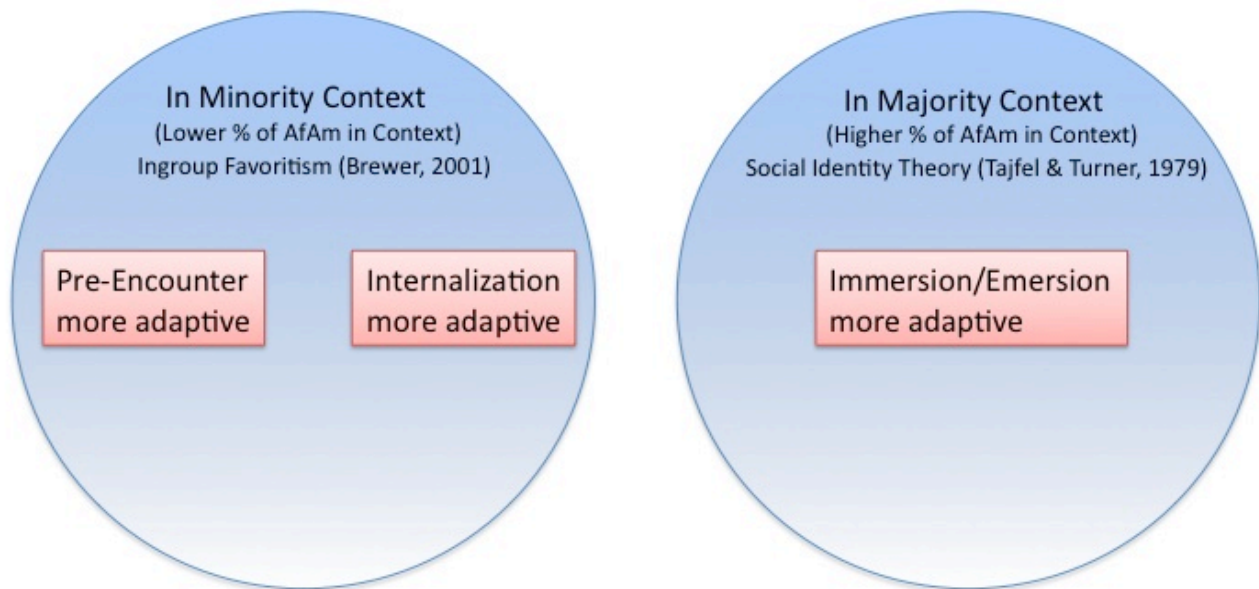 In Minority Context
(Lower % of AfAm in Context)
Ingroup Favoritism (Brewer, 2001)
Pre-Encounter
more adaptive
Internalization
more adaptive
In Majority Context
(Higher % of AfAm in Context)
Social Identity Theory (Tajfel & Turner, 1979)
Immersion/Emersion
more adaptive